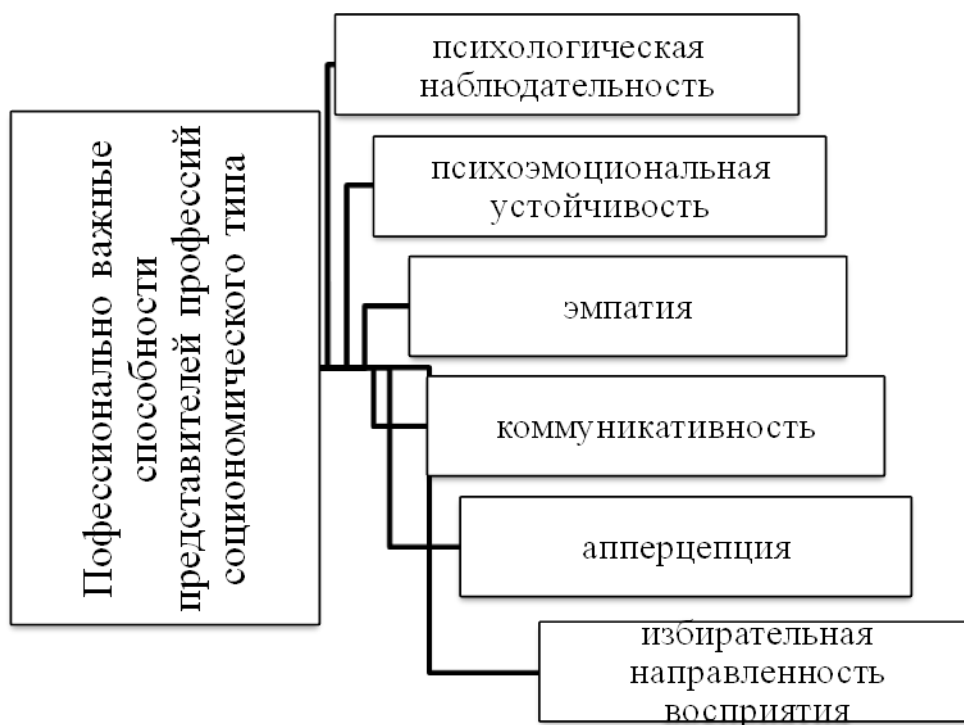 Пофессионально важные
способности
представителей профессий
социономического типа
психологическая
наблюдательность
психоэмоциональная
устойчивость
эмпатия
коммуникативность
апперцепция
избирательная
направленность
восприятия